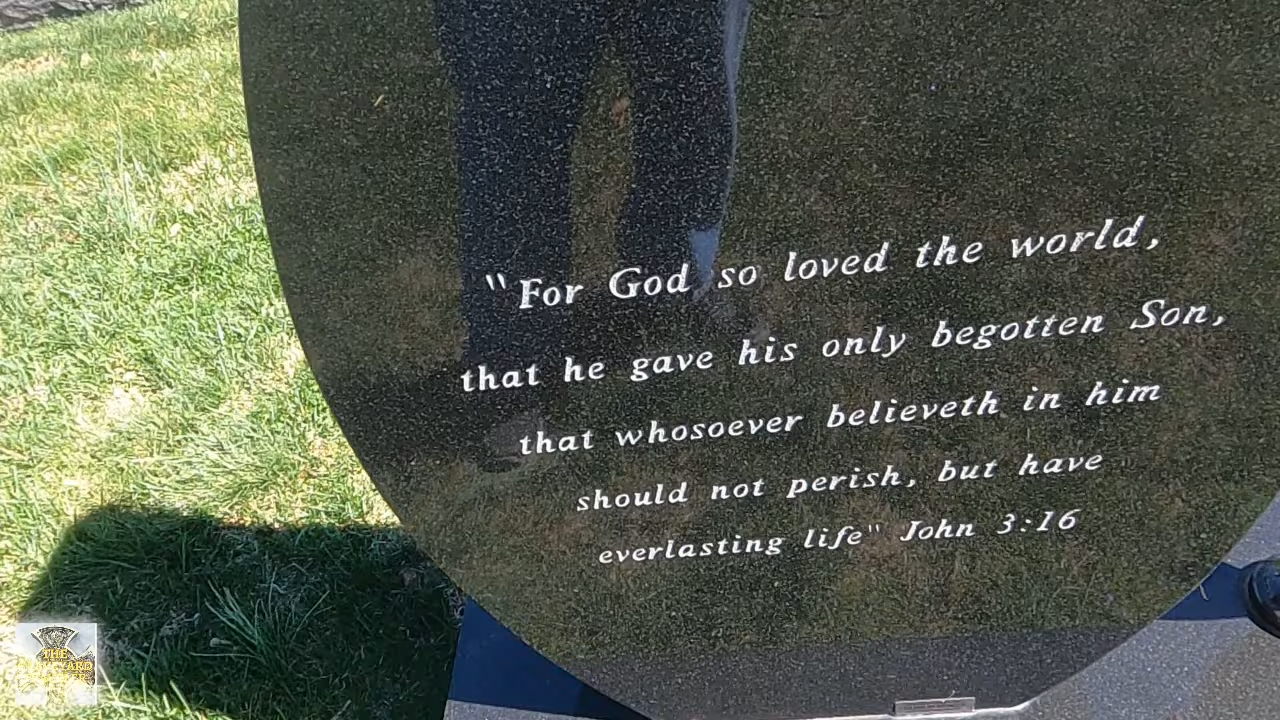 "For God so loved the world,
that he gave his only begotten Son,
that whosoever believeth in him
should not perish, but have
everlasting life" John 3:16
THE